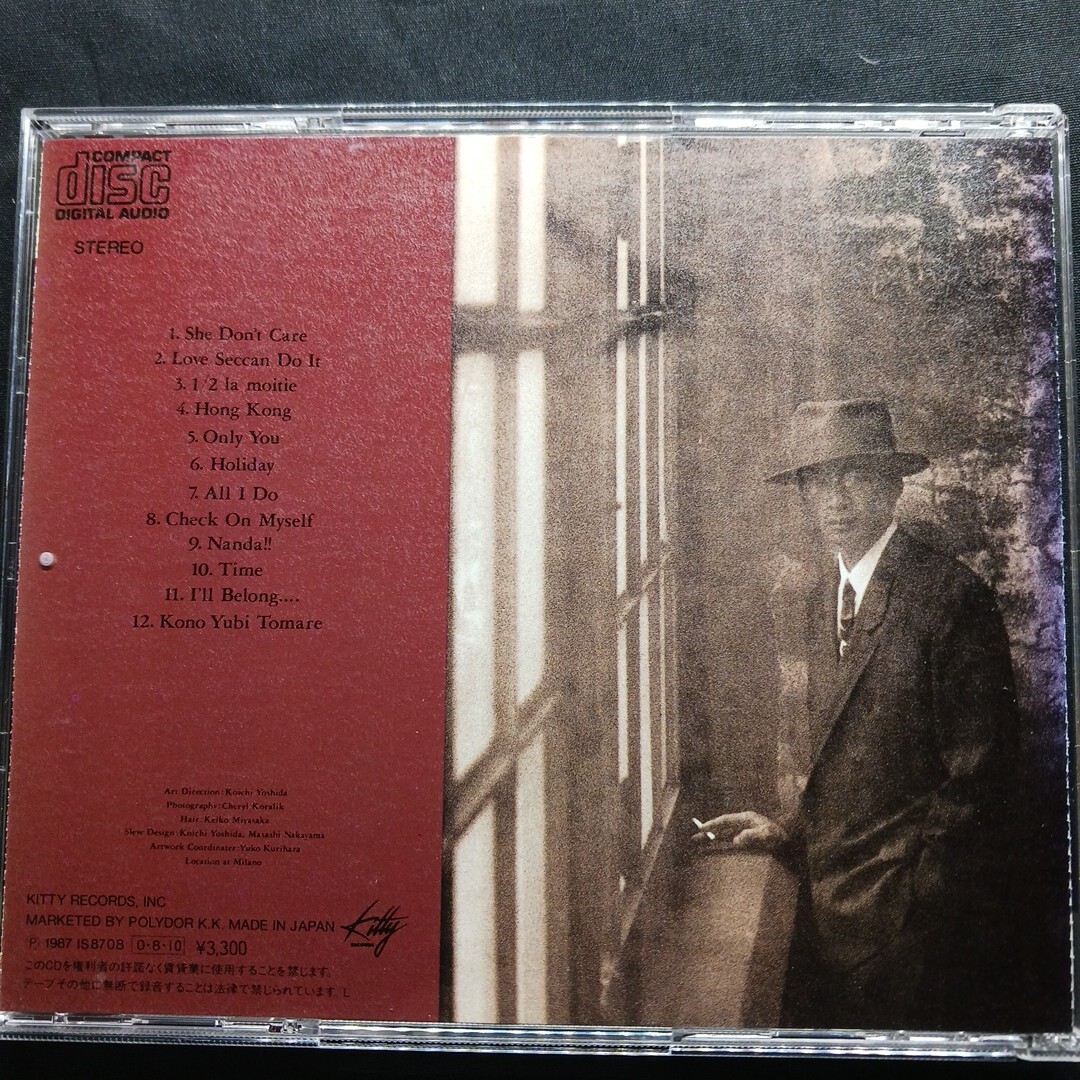 COMPACT
disc
DIGITAL AUDIO
STEREO
1. She Don't Care
2. Love Seccan Do It
3. 1/2 la moitie
4. Hong Kong
5. Only You
6. Holiday
7. All I Do
8. Check On Myself
9. Nanda!!
10. Time
11. I'll Belong....
12. Kono Yubi Tomare
Art Direction:Koichi Yoshida
Photography:Cheryl Koralik
Hair:Keiko Miyasaka
Slew Design:Koichi Yoshida, Masashi Nakayama
Artwork Coordinater:Yuko Kurihara
Location at Milano
KITTY RECORDS, INC
MARKETED BY POLYDOR K.K. MADE IN JAPAN
Kitty
RECORDS
Ⓟ 1987 IS8708 0・8・10 ¥3,300
このCDを権利者の許諾なく賃貸業に使用することを禁じます。
テープその他に無断で録音することは法律で禁じられています。L